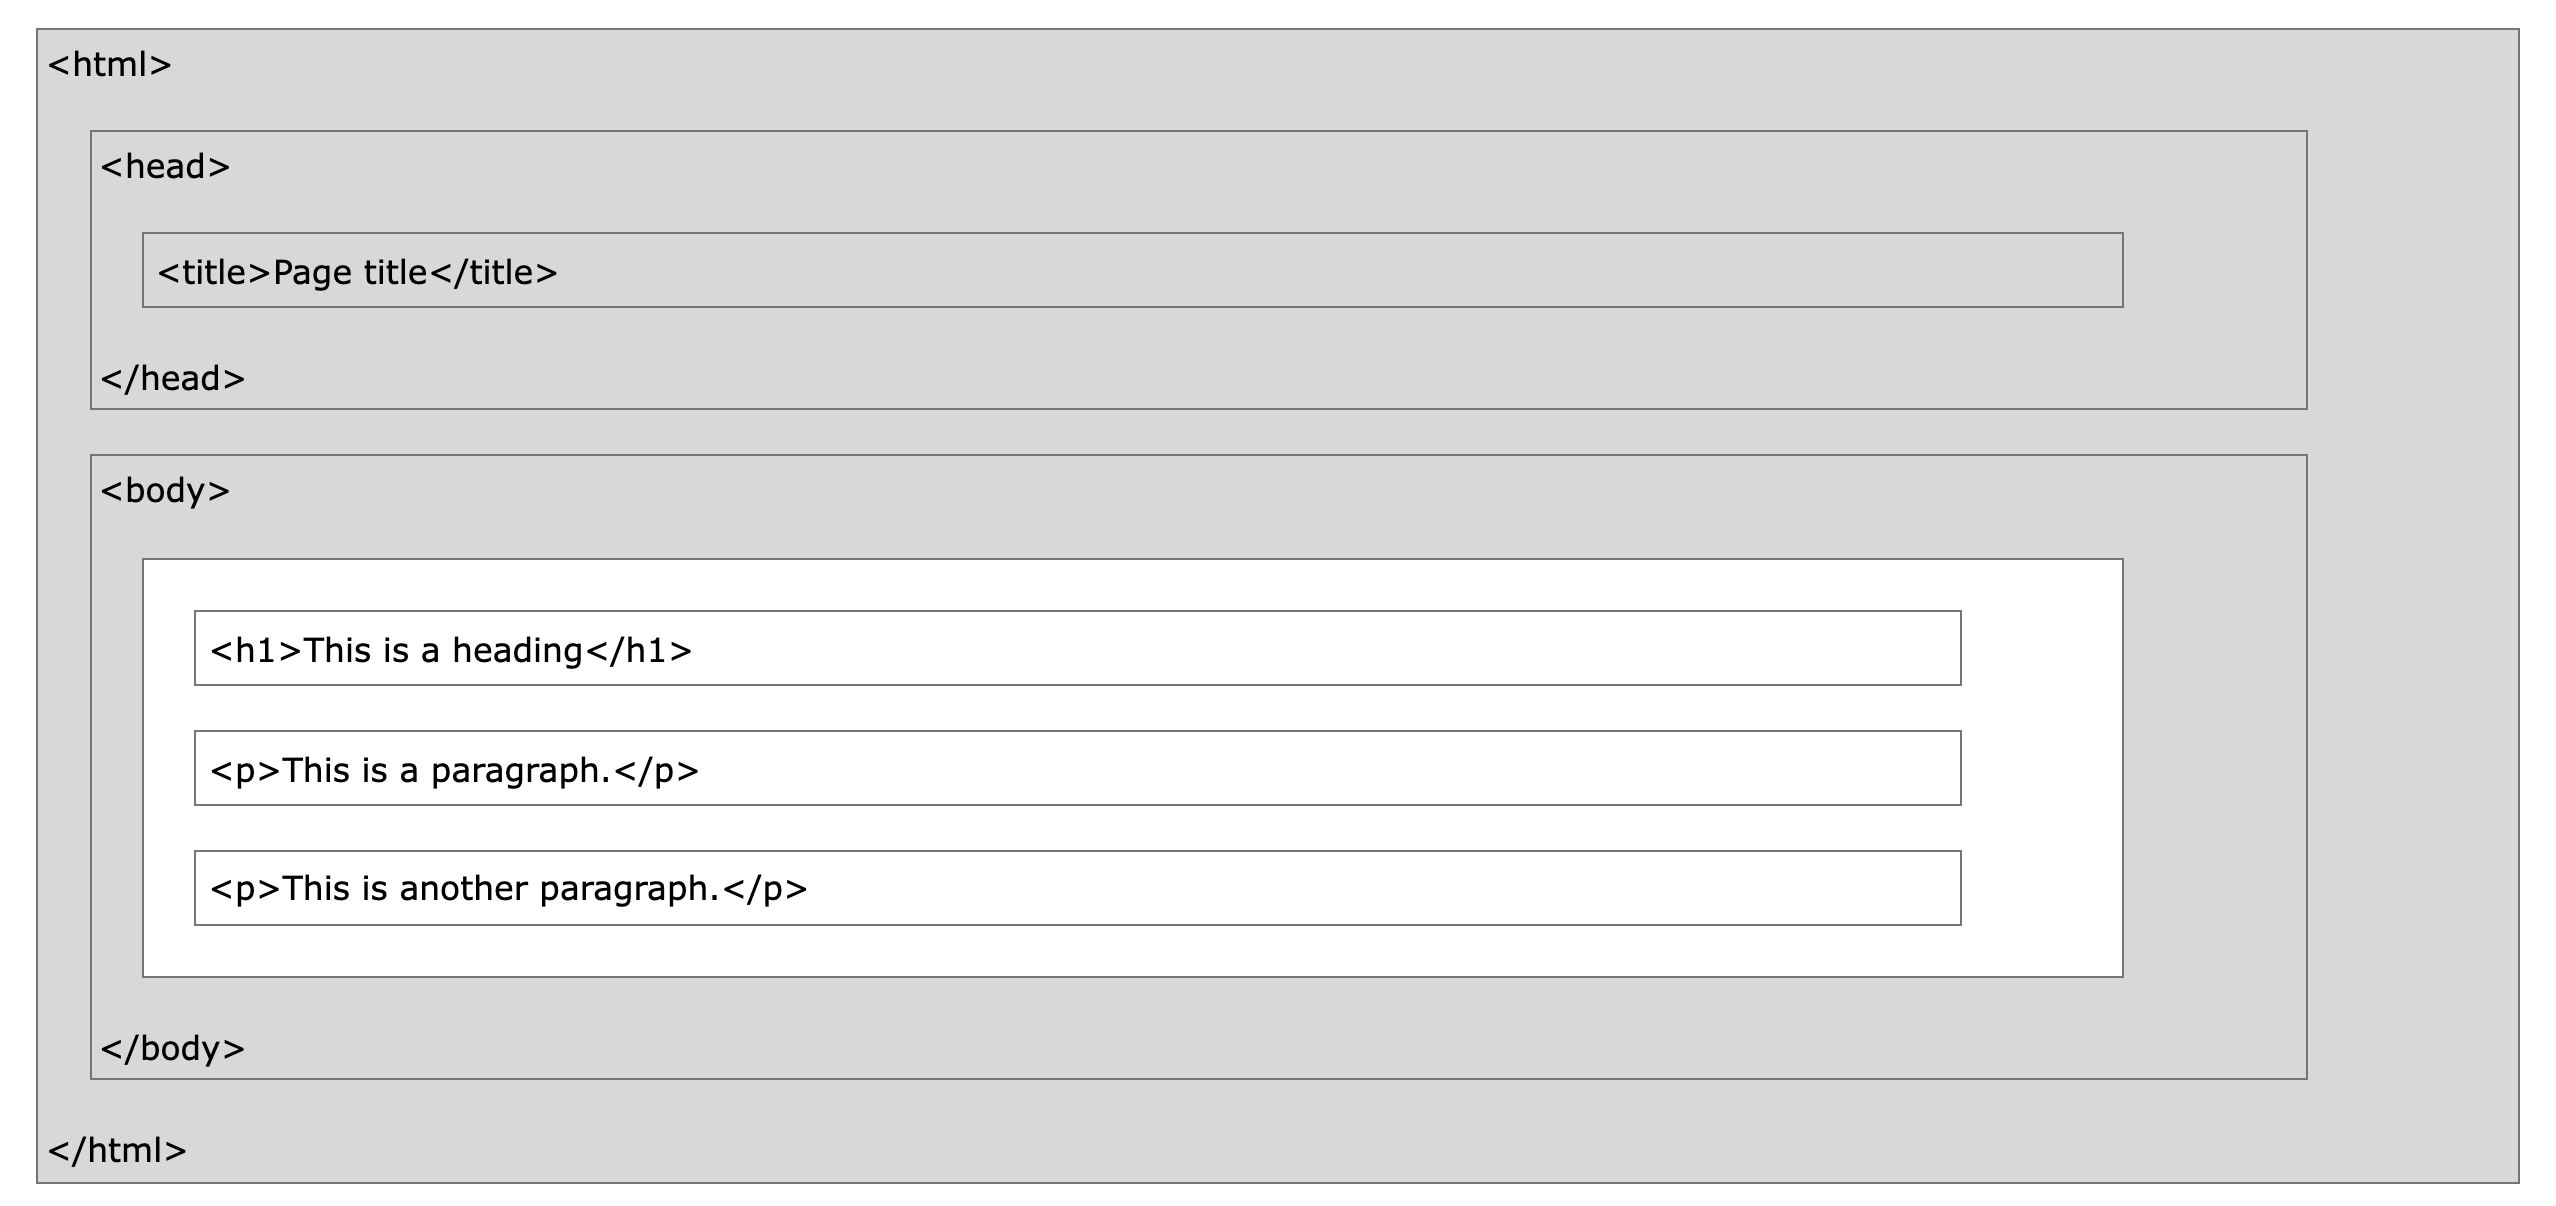 <html>
<head>
<title>Page title</title>
</head>
<body>
<h1>This is a heading</h1>
<p>This is a paragraph.</p>
<p>This is another paragraph.</p>
</body>
</html>